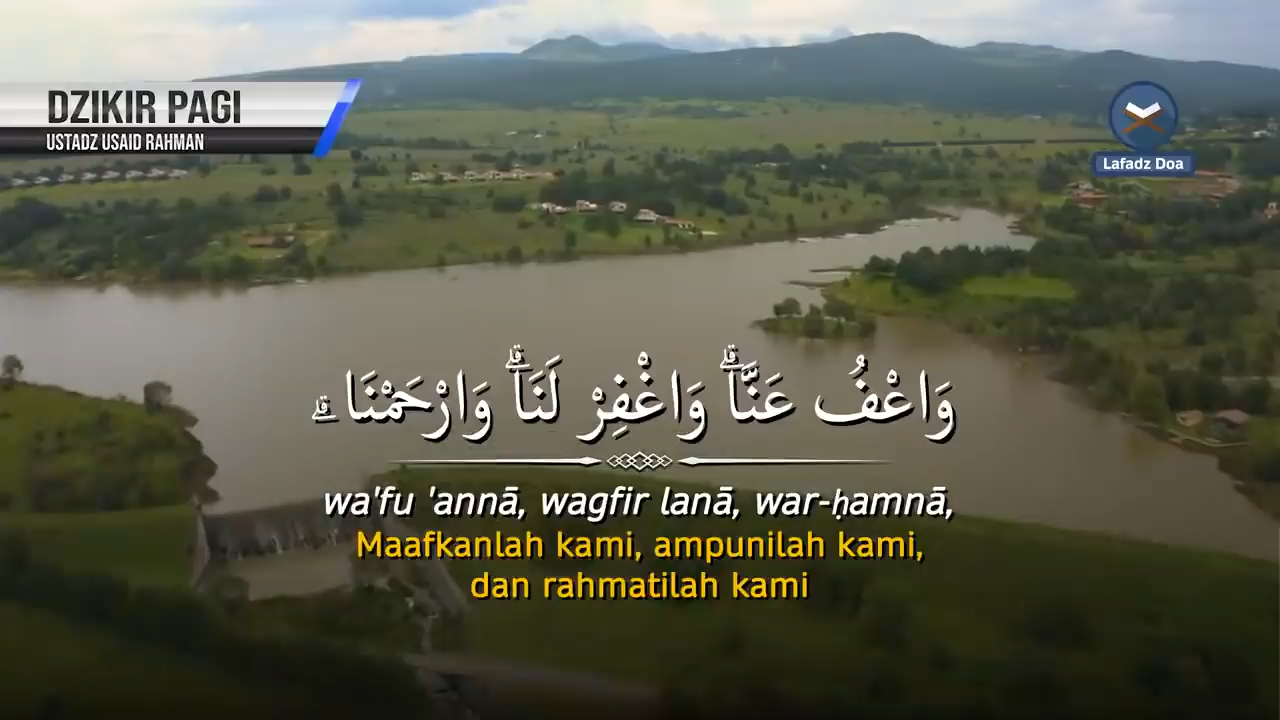 DZIKIR PAGI
USTADZ USAID RAHMAN
Lafadz Doa
وَاعْفُ عَنَّاۗ وَاغْفِرْ لَنَاۗ وَارْحَمْنَاۗ
wa'fu 'annā, wagfir lanā, war-ḥamnā,
Maafkanlah kami, ampunilah kami,
dan rahmatilah kami